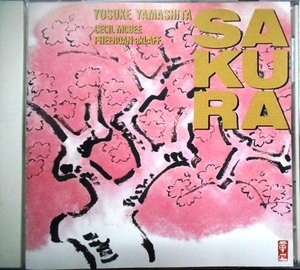 YOSUKE YAMASHITA
CECIL McBEE
PHEEROAN akLAFF
SA
KU
RA